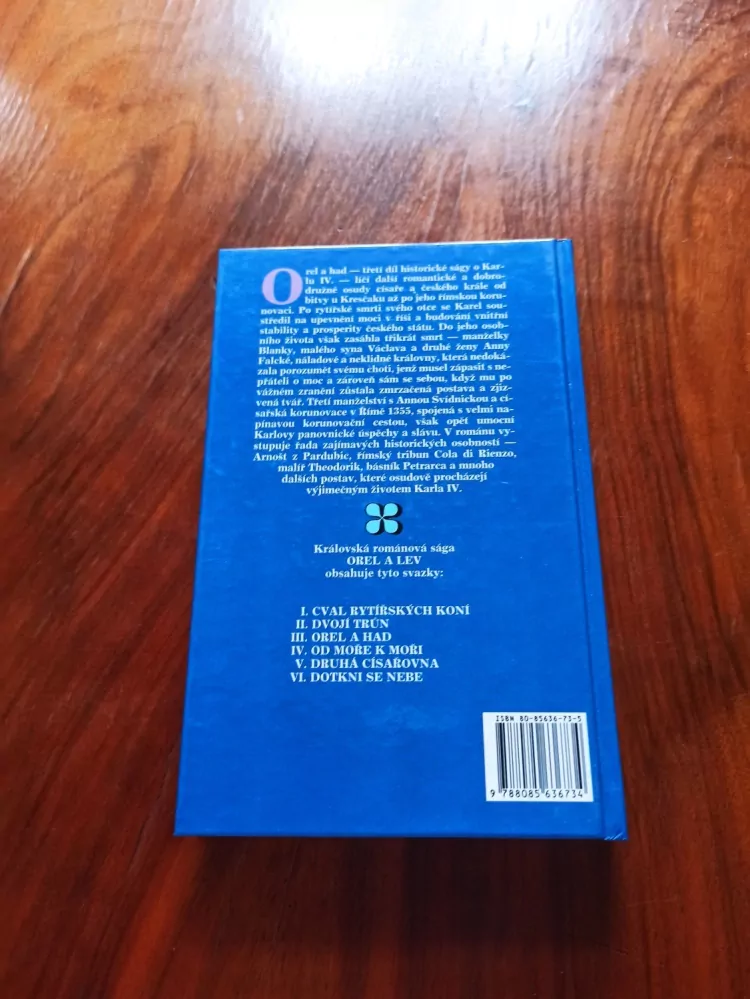 Orel a had — třetí díl historické ságy o Kar-
lu IV. — líčí další romantické a dobro-
družné osudy císaře a českého krále od
bitvy u Kresčaku až po jeho římskou koru-
novaci. Po rytířské smrti svého otce se Karel sou-
středil na upevnění moci v říši a budování vnitřní
stability a prosperity českého státu. Do jeho osob-
ního života však zasáhla třikrát smrt — manželky
Blanky, malého syna Václava a druhé ženy Anny
Falcké, náladové a neklidné královny, která nedoká-
zala porozumět svému choti, jenž musel zápasit s ne-
přáteli o moc a zároveň sám se sebou, když mu po
vážném zranění zůstala zmrzačená postava a zjiz-
vená tvář. Třetí manželství s Annou Svídnickou a cí-
sařská korunovace v Římě 1355, spojená s velmi na-
pínavou korunovační cestou, však opět umocní
Karlovy panovnické úspěchy a slávu. V románu vy-
stupuje řada zajímavých historických osobností —
Arnošt z Pardubic, římský tribun Cola di Rienzo,
malíř Theodorik, básník Petrarca a mnoho
dalších postav, které osudově procházejí
výjimečným životem Karla IV.
Královská románová sága
OREL A LEV
obsahuje tyto svazky:
I. CVAL RYTÍŘSKÝCH KONÍ
II. DVOJÍ TRŮN
III. OREL A HAD
IV. OD MOŘE K MOŘI
V. DRUHÁ CÍSAŘOVNA
VI. DOTKNI SE NEBE
ISBN 80-85636-73-5
9 788085 636734